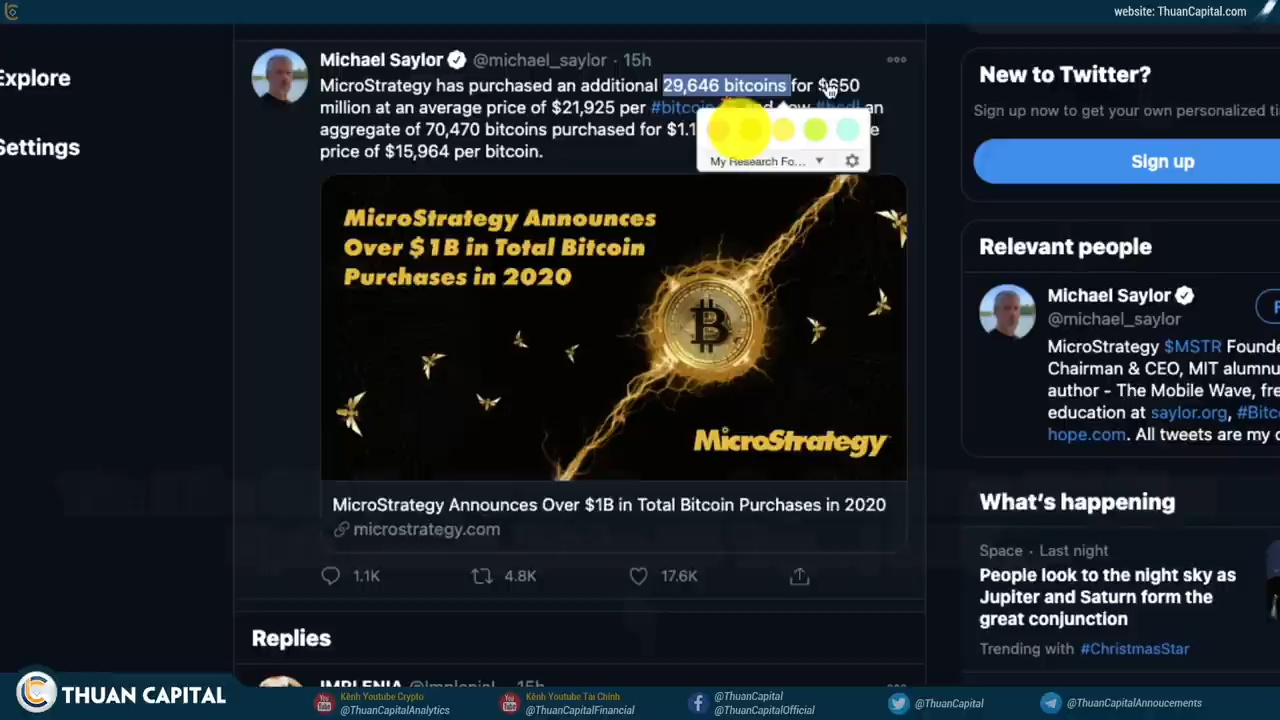 website: ThuanCapital.com
Explore
Settings
Michael Saylor @michael_saylor · 15h
MicroStrategy has purchased an additional 29,646 bitcoins for $650
million at an average price of $21,925 per #bitcoin an
aggregate of 70,470 bitcoins purchased for $1.1
price of $15,964 per bitcoin.
My Research Fo...
MicroStrategy Announces
Over $1B in Total Bitcoin
Purchases in 2020
MicroStrategy
MicroStrategy Announces Over $1B in Total Bitcoin Purchases in 2020
microstrategy.com
1.1K 4.8K 17.6K
Replies
15h
New to Twitter?
Sign up now to get your own personalized ti
Sign up
Relevant people
Michael Saylor
@michael_saylor
MicroStrategy $MSTR Founde
Chairman & CEO, MIT alumnu
author - The Mobile Wave, fre
education at saylor.org, #Bitc
hope.com. All tweets are my o
What's happening
Space · Last night
People look to the night sky as
Jupiter and Saturn form the
great conjunction
Trending with #ChristmasStar
THUAN CAPITAL
Kênh Youtube Crypto
@ThuanCapitalAnalytics
Kênh Youtube Tài Chính
@ThuanCapitalFinancial
@ThuanCapital
@ThuanCapitalOfficial
@ThuanCapital
@ThuanCapitalAnnoucements